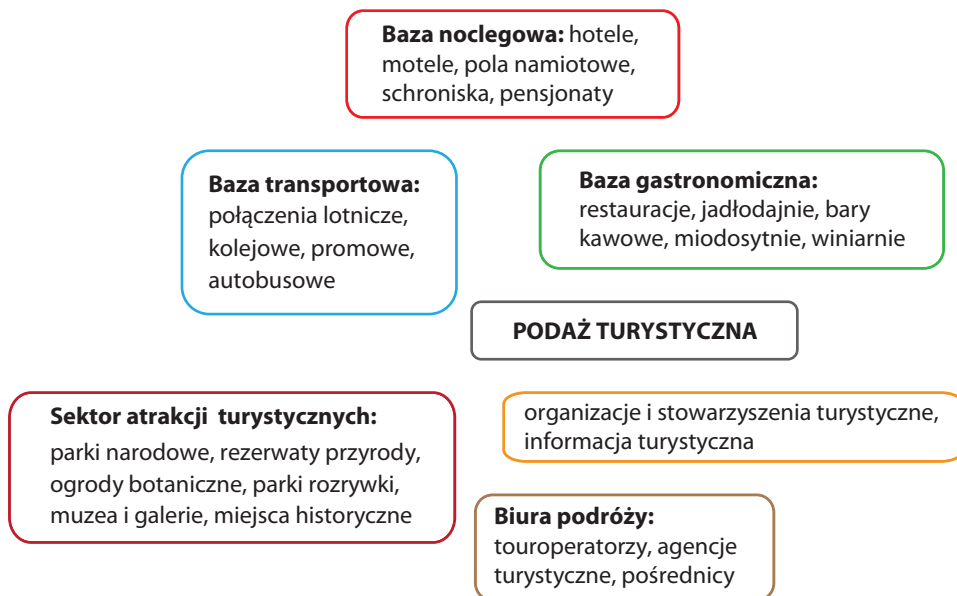 Baza noclegowa: hotele,
motele, pola namiotowe,
schroniska, pensjonaty
Baza transportowa:
połączenia lotnicze,
kolejowe, promowe,
autobusowe
Baza gastronomiczna:
restauracje, jadłodajnie, bary
kawowe, miodosytnie, winiarnie
PODAŻ TURYSTYCZNA
Sektor atrakcji turystycznych:
parki narodowe, rezerwaty przyrody,
ogrody botaniczne, parki rozrywki,
muzea i galerie, miejsca historyczne
organizacje i stowarzyszenia turystyczne,
informacja turystyczna
Biura podróży:
touroperatorzy, agencje
turystyczne, pośrednicy